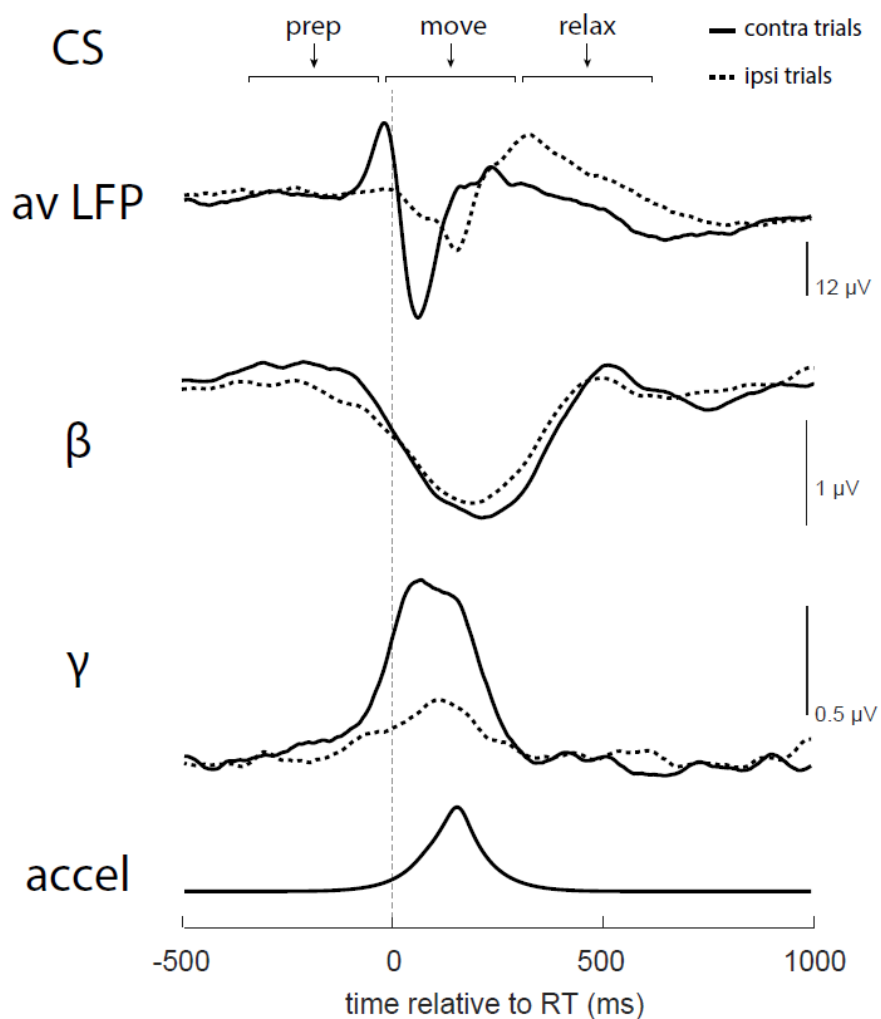 CS
prep
move
relax
contra trials
ipsi trials
av LFP
12 µV
β
1 µV
γ
0.5 µV
accel
-500
0
500
1000
time relative to RT (ms)